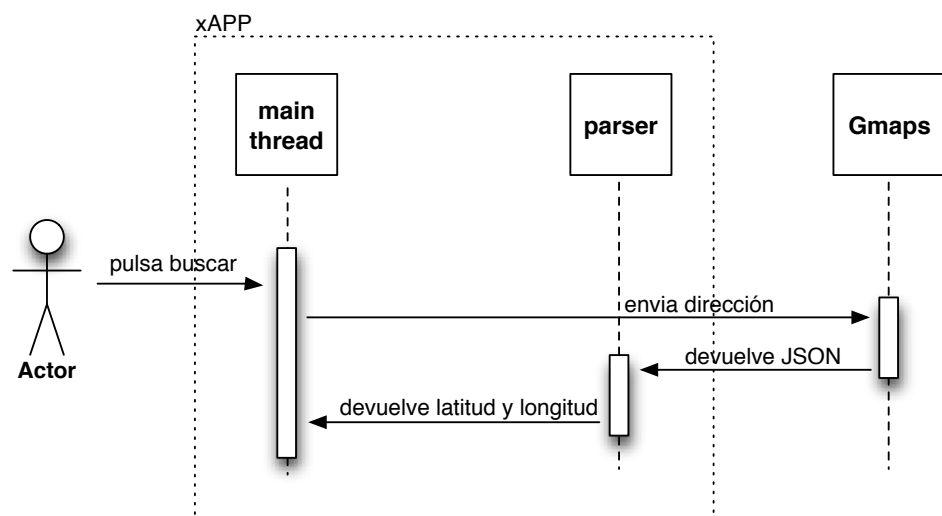 xAPP
main
thread
parser
Gmaps
pulsa buscar
envia dirección
devuelve JSON
Actor
devuelve latitud y longitud